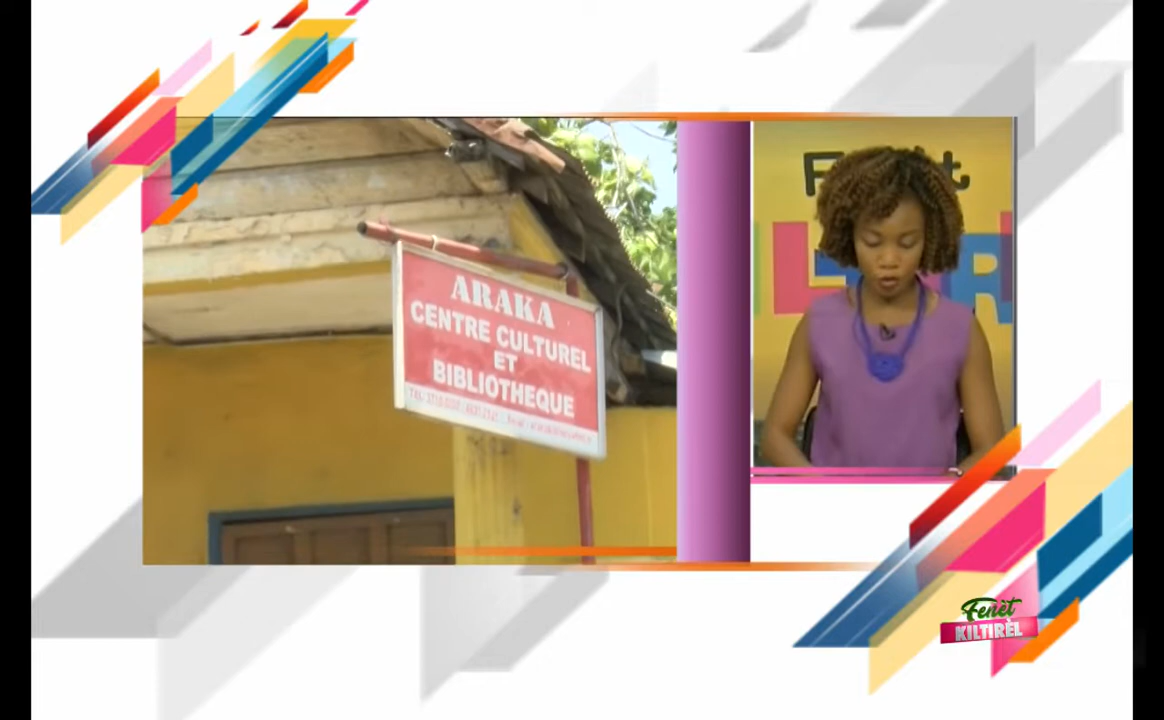 ARAKA
CENTRE CULTUREL
ET
BIBLIOTHEQUE
Fenèt
KILTIRÈL